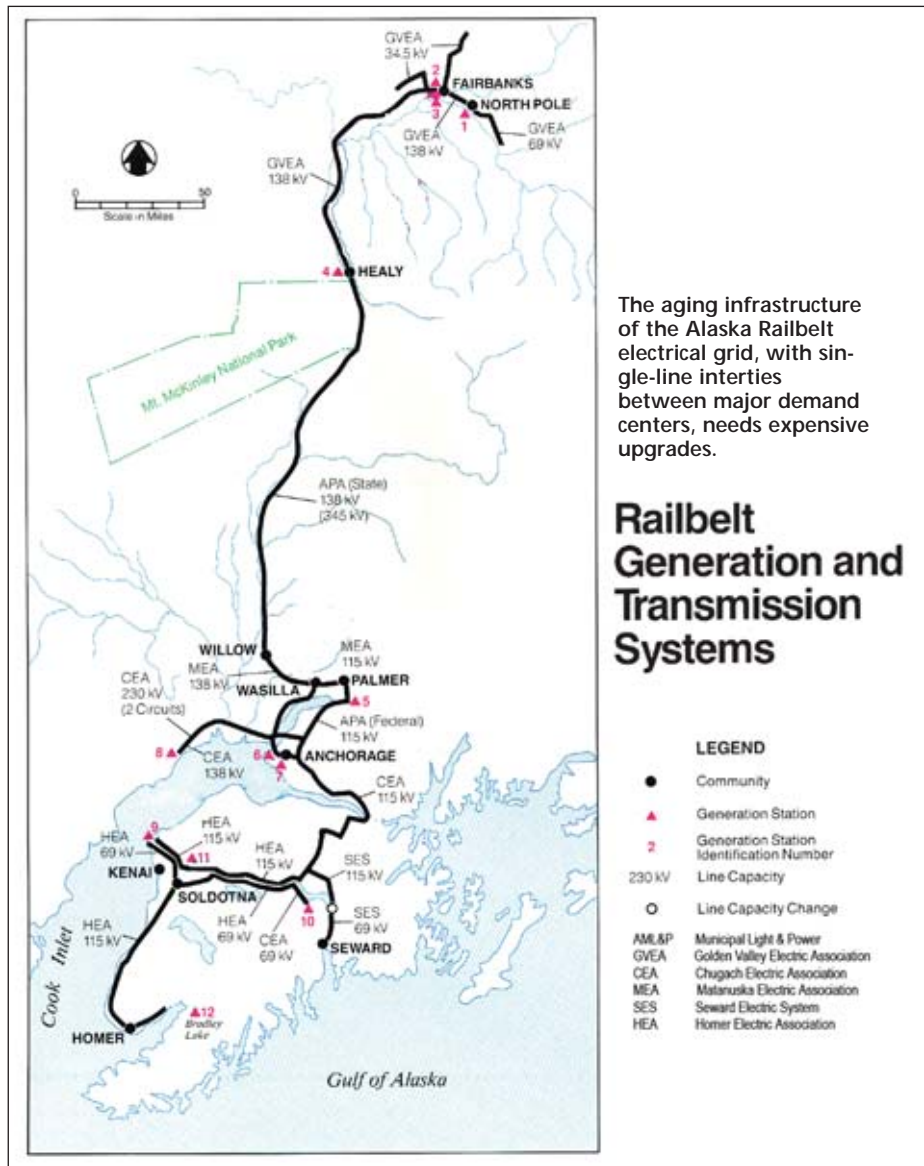 GVEA
34.5 kV
2
FAIRBANKS
NORTH POLE
3
1
GVEA
138 kV
GVEA
69 kV
GVEA
138 kV
0 50
Scale in Miles
4
HEALY
Mt. McKinley National Park
APA (State)
138 kV
(345 kV)
WILLOW
MEA
138 kV
MEA
115 kV
WASILLA
PALMER
5
CEA
230 kV
(2 Circuits)
APA (Federal)
115 kV
8
CEA
138 kV
6
ANCHORAGE
7
CEA
115 kV
9
HEA
69 kV
HEA
115 kV
11
KENAI
HEA
115 kV
SES
115 kV
SOLDOTNA
HEA
69 kV
CEA
69 kV
10
SES
69 kV
SEWARD
HEA
115 kV
Cook Inlet
12
Bradley
Lake
HOMER
Gulf of Alaska
The aging infrastructure
of the Alaska Railbelt
electrical grid, with sin-
gle-line interties
between major demand
centers, needs expensive
upgrades.
Railbelt
Generation and
Transmission
Systems
LEGEND
Community
Generation Station
2 Generation Station
Identification Number
230 kV Line Capacity
Line Capacity Change
AML&P Municipal Light & Power
GVEA Golden Valley Electric Association
CEA Chugach Electric Association
MEA Matanuska Electric Association
SES Seward Electric System
HEA Homer Electric Association